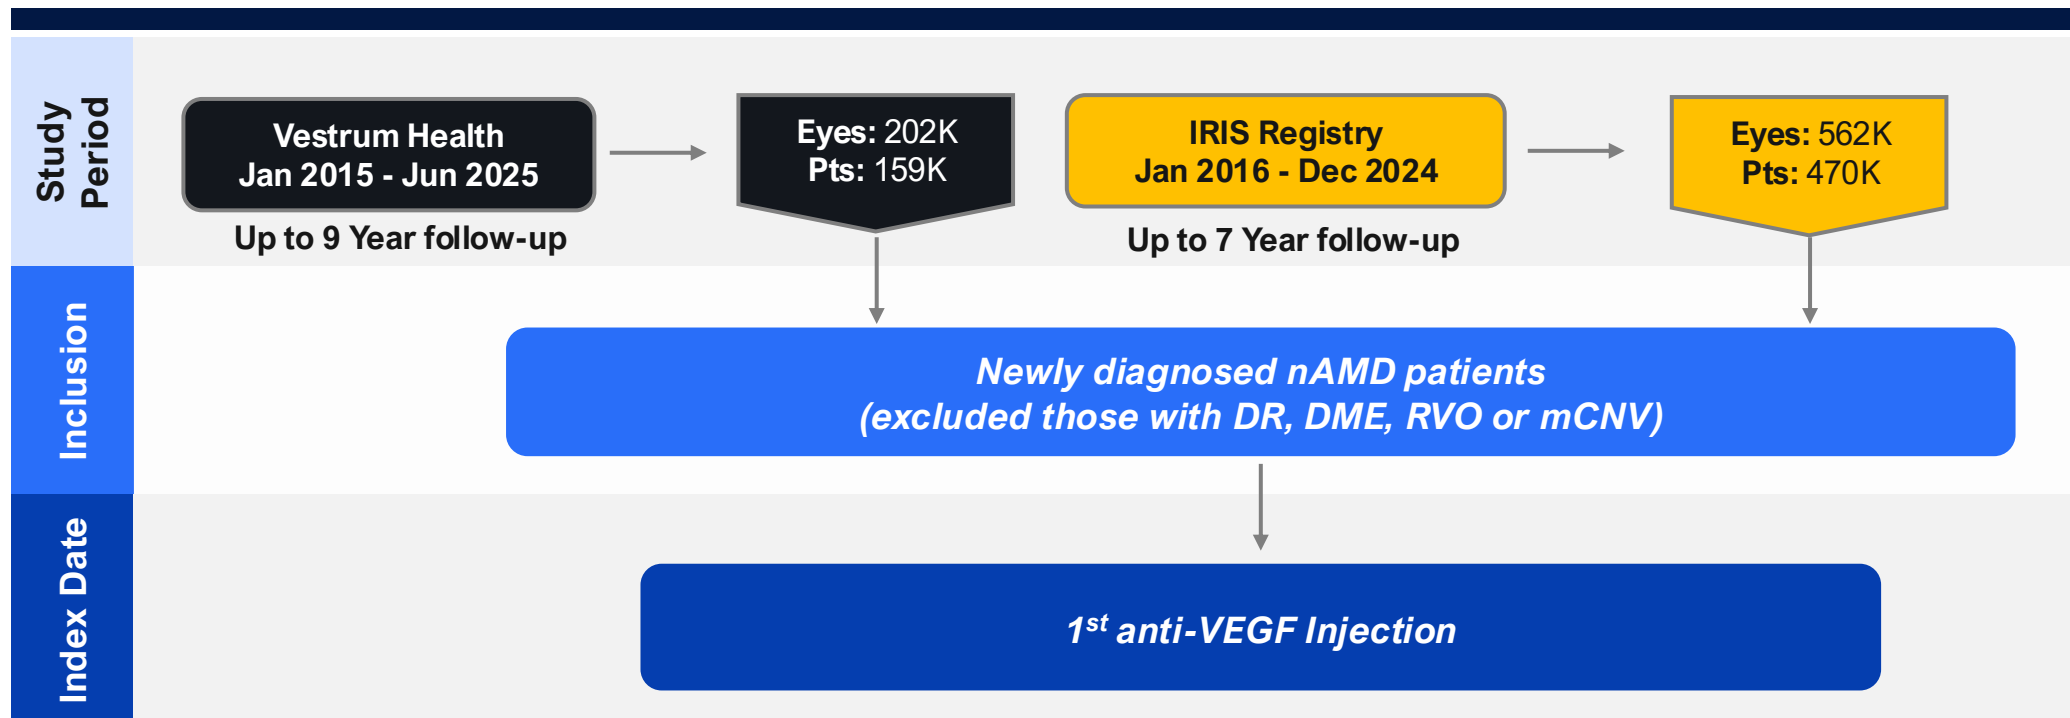 Study
Period
Vestrum Health
Jan 2015 - Jun 2025
Up to 9 Year follow-up
Eyes: 202K
Pts: 159K
IRIS Registry
Jan 2016 - Dec 2024
Up to 7 Year follow-up
Eyes: 562K
Pts: 470K
Inclusion
Newly diagnosed nAMD patients
(excluded those with DR, DME, RVO or mCNV)
Index Date
1st anti-VEGF Injection